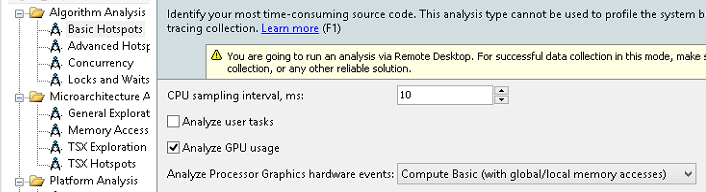 Algorithm Analysis
Basic Hotspots
Advanced Hotsp
Concurrency
Locks and Waits
Microarchitecture A
General Explorat
Memory Access
TSX Exploration
TSX Hotspots
Platform Analysis
Identify your most time-consuming source code. This analysis type cannot be used to profile the system b
tracing collection. Learn more (F1)
You are going to run an analysis via Remote Desktop. For successful data collection in this mode, make s
collection, or any other reliable solution.
CPU sampling interval, ms: 10
Analyze user tasks
Analyze GPU usage
Analyze Processor Graphics hardware events: Compute Basic (with global/local memory accesses)